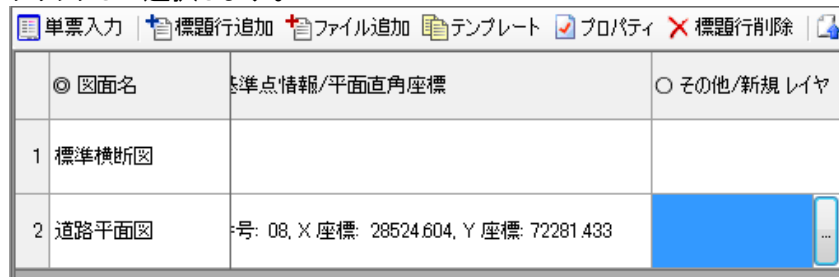 単票入力 標題行追加 ファイル追加 テンプレート プロパティ 標題行削除
◎ 図面名 基準点情報/平面直角座標 ○ その他/新規 レイヤ
1 標準横断図
2 道路平面図 号: 08, X 座標: 28524.604, Y 座標: 72281.433 ...